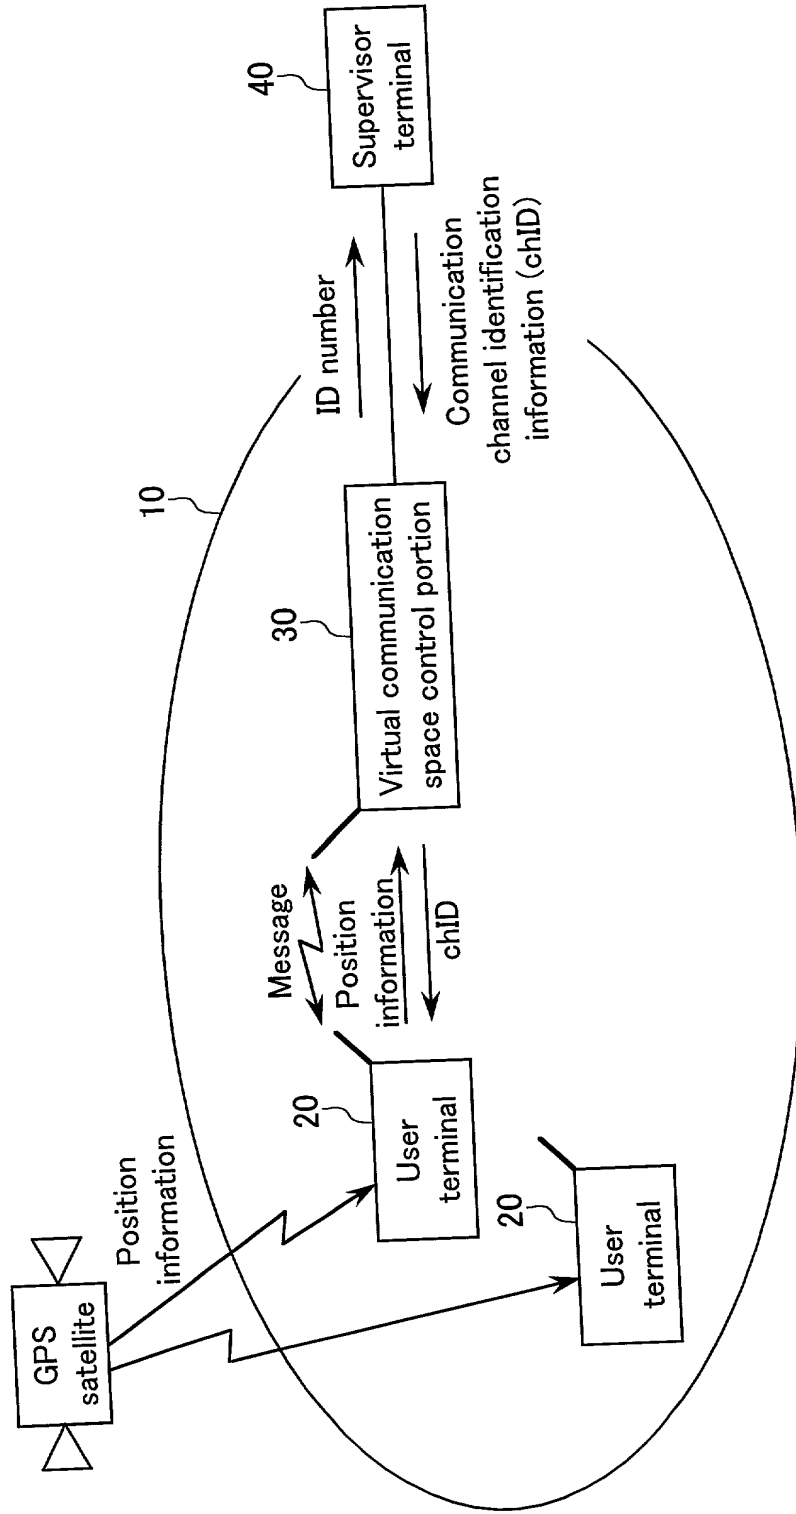 GPS
satellite
Position
information
10
20
User
terminal
20
User
terminal
Message
Position
information
chID
30
Virtual communication
space control portion
ID number
Communication
channel identification
information (chID)
40
Supervisor
terminal